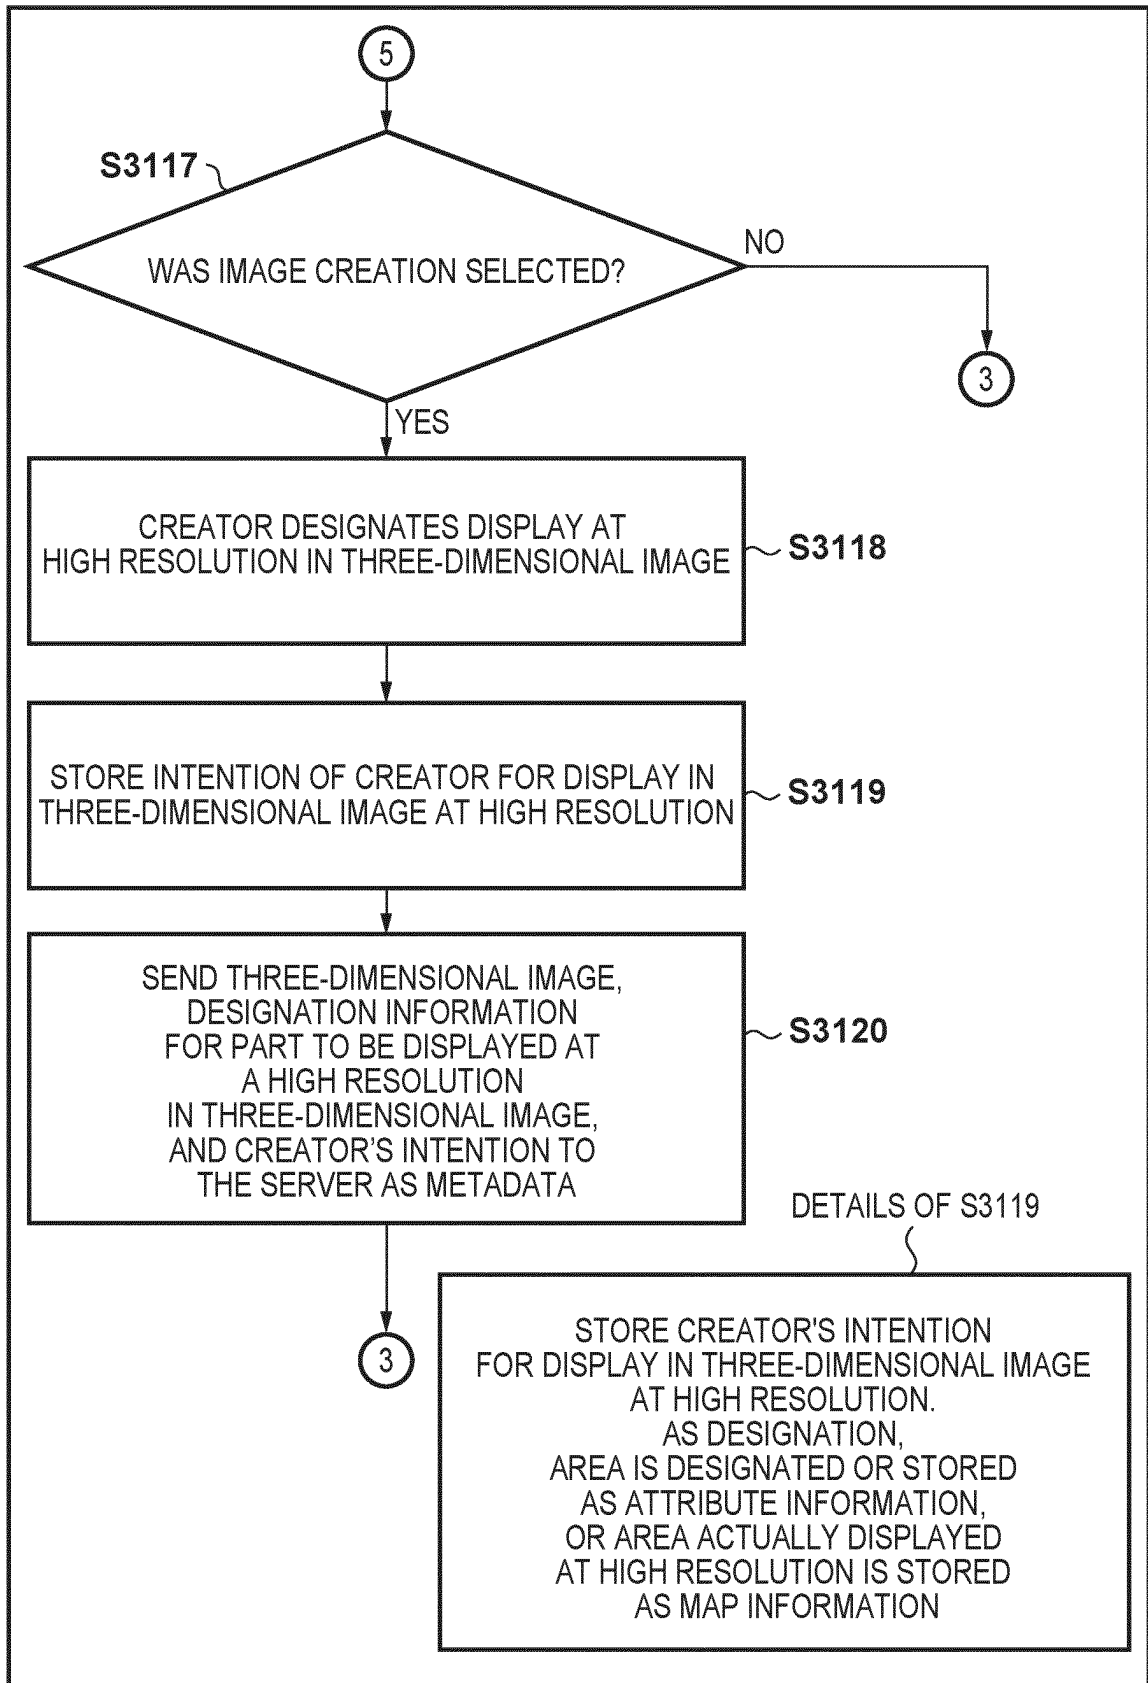 5
S3117
WAS IMAGE CREATION SELECTED?
NO
3
YES
CREATOR DESIGNATES DISPLAY AT
HIGH RESOLUTION IN THREE-DIMENSIONAL IMAGE
S3118
STORE INTENTION OF CREATOR FOR DISPLAY IN
THREE-DIMENSIONAL IMAGE AT HIGH RESOLUTION
S3119
SEND THREE-DIMENSIONAL IMAGE,
DESIGNATION INFORMATION
FOR PART TO BE DISPLAYED AT
A HIGH RESOLUTION
IN THREE-DIMENSIONAL IMAGE,
AND CREATOR'S INTENTION TO
THE SERVER AS METADATA
S3120
3
DETAILS OF S3119
STORE CREATOR'S INTENTION
FOR DISPLAY IN THREE-DIMENSIONAL IMAGE
AT HIGH RESOLUTION.
AS DESIGNATION,
AREA IS DESIGNATED OR STORED
AS ATTRIBUTE INFORMATION,
OR AREA ACTUALLY DISPLAYED
AT HIGH RESOLUTION IS STORED
AS MAP INFORMATION